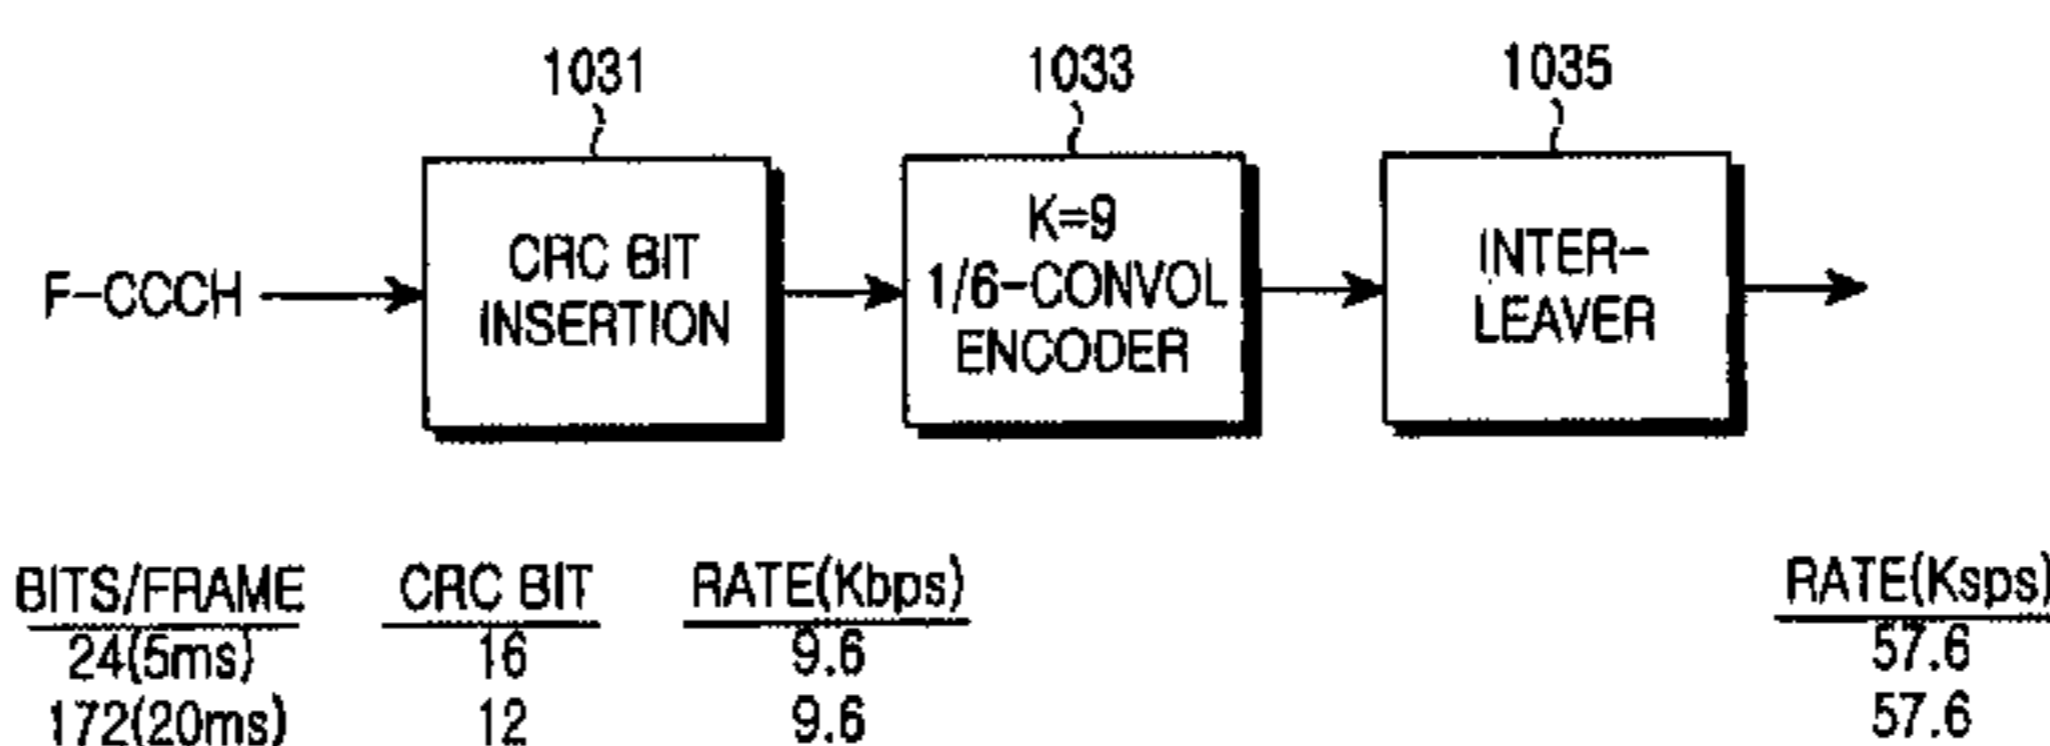 1031
1033
1035
F-CCCH
CRC BIT
INSERTION
K=9
1/6-CONVOL
ENCODER
INTER-
LEAVER
BITS/FRAME CRC BIT RATE(Kbps) RATE(Ksps)
24(5ms) 16 9.6 57.6
172(20ms) 12 9.6 57.6